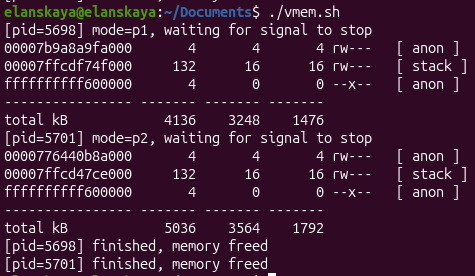 elanskaya@elanskaya:~/Documents$ ./vmem.sh
[pid=5698] mode=p1, waiting for signal to stop
00007b9a8a9fa000       4       4       4 rw---   [ anon ]
00007ffcdf74f000     132      16      16 rw---   [ stack ]
ffffffffff600000       4       0       0 --x--   [ anon ]
---------------- ------- ------- -------
total kB            4136    3248    1476
[pid=5701] mode=p2, waiting for signal to stop
0000776440b8a000       4       4       4 rw---   [ anon ]
00007ffcd47ce000     132      16      16 rw---   [ stack ]
ffffffffff600000       4       0       0 --x--   [ anon ]
---------------- ------- ------- -------
total kB            5036    3564    1792
[pid=5698] finished, memory freed
[pid=5701] finished, memory freed